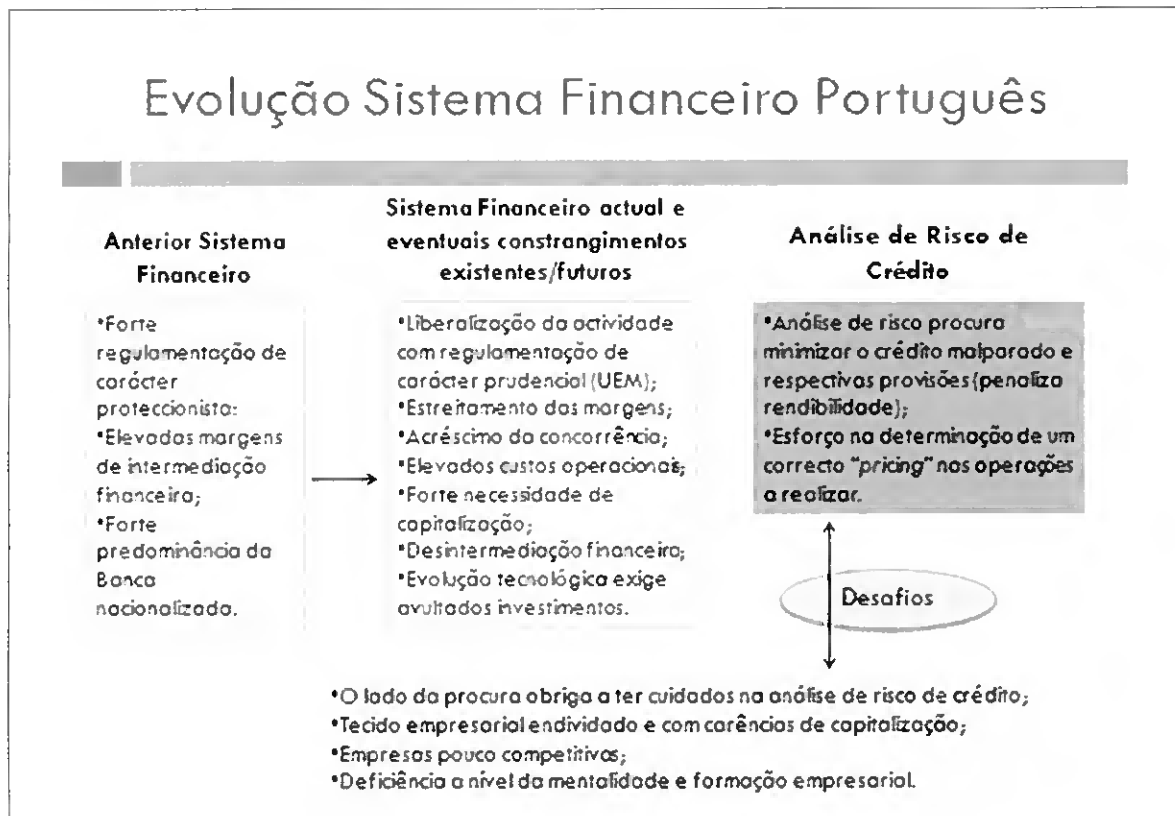 Evolução Sistema Financeiro Português
Anterior Sistema
Financeiro
•Forte
regulamentação de
carácter
proteccionista:
•Elevadas margens
de intermediação
financeira;
•Forte
predominância da
Banca
nacionalizada.
Sistema Financeiro actual e
eventuais constrangimentos
existentes/futuros
•Liberalização da actividade
com regulamentação de
carácter prudencial (UEM);
•Estreitamento das margens;
•Acréscimo da concorrência;
•Elevados custos operacionais;
•Forte necessidade de
capitalização;
•Desintermediação financeira;
•Evolução tecnológica exige
avultados investimentos.
Análise de Risco de
Crédito
•Análise de risco procura
minimizar o crédito malparado e
respectivas provisões (penaliza
rendibilidade);
•Esforço na determinação de um
correcto "pricing" nas operações
a realizar.
Desafios
•O lado da procura obriga a ter cuidados na análise de risco de crédito;
•Tecido empresarial endividado e com carências de capitalização;
•Empresas pouco competitivas;
•Deficiência a nível da mentalidade e formação empresarial.